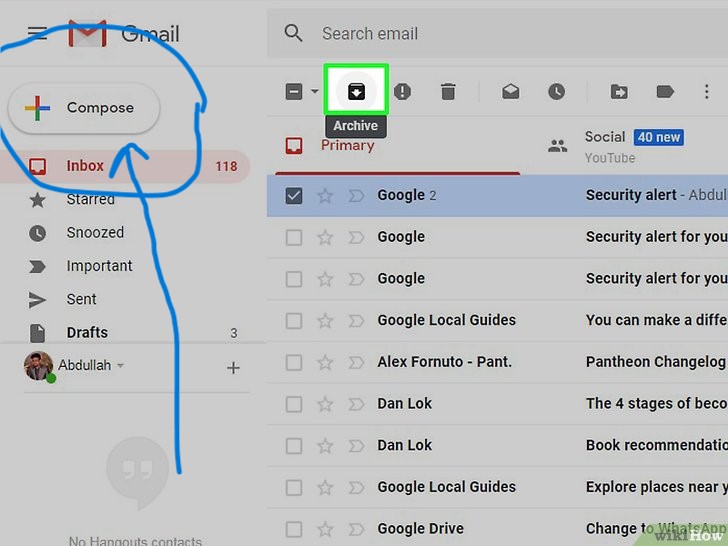 Gmail
Search email
Compose
Archive
Primary
Social 40 new
YouTube
Inbox 118
Starred
Snoozed
Important
Sent
Drafts 3
Abdullah
No Hangouts contacts
Google 2 Security alert - Abdul
Google Security alert for you
Google Security alert for you
Google Local Guides You can make a differ
Alex Fornuto - Pant. Pantheon Changelog
Dan Lok The 4 stages of beco
Dan Lok Book recommendatio
Google Local Guides Explore places near y
Google Drive Change to WhatsApp
wikiHow